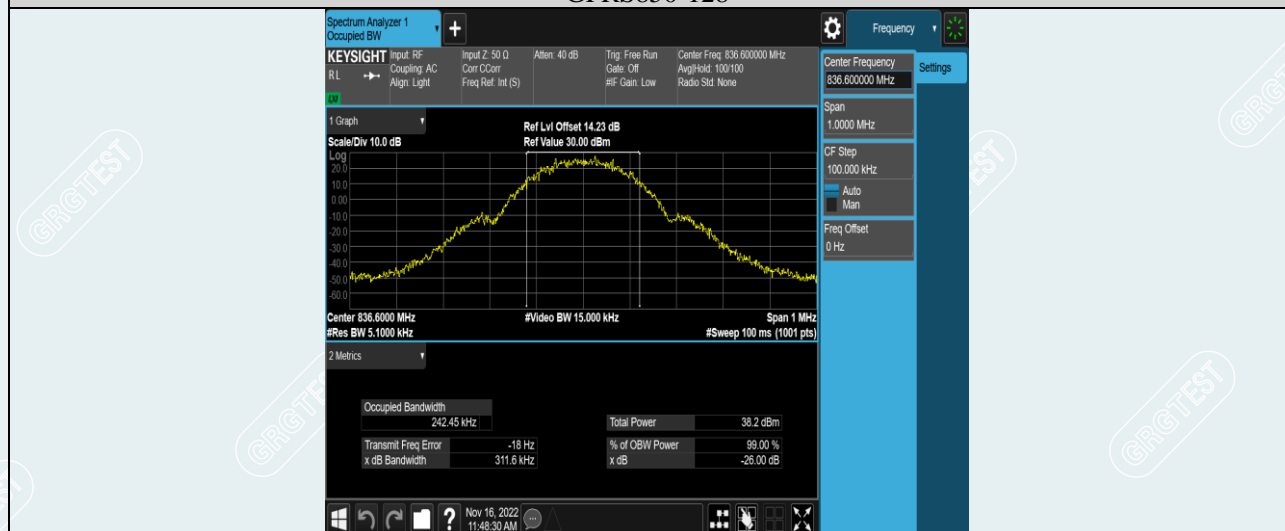 Spectrum Analyzer 1
Occupied BW
+
Frequency
KEYSIGHT Input: RF Input Z: 50 Ω Atten: 40 dB Trig: Free Run Center Freq: 836.600000 MHz
RL Coupling: AC Corr CCorr Gate: Off Avg|Hold: 100/100
Align: Light Freq Ref: Int (S) #IF Gain: Low Radio Std: None
LW
Center Frequency
836.600000 MHz
Settings
Span
1.0000 MHz
CF Step
100.000 kHz
Auto
Man
Freq Offset
0 Hz
1 Graph
Ref Lvl Offset 14.23 dB
Scale/Div 10.0 dB Ref Value 30.00 dBm
Log
20.0
10.0
0.00
-10.0
-20.0
-30.0
-40.0
-50.0
-60.0
Center 836.6000 MHz #Video BW 15.000 kHz Span 1 MHz
#Res BW 5.1000 kHz #Sweep 100 ms (1001 pts)
2 Metrics
Occupied Bandwidth
242.45 kHz Total Power 38.2 dBm
Transmit Freq Error -18 Hz % of OBW Power 99.00 %
x dB Bandwidth 311.6 kHz x dB -26.00 dB
? Nov 16, 2022
11:48:30 AM
GRGTEST
GRGTEST
GRGTEST
GRGTEST